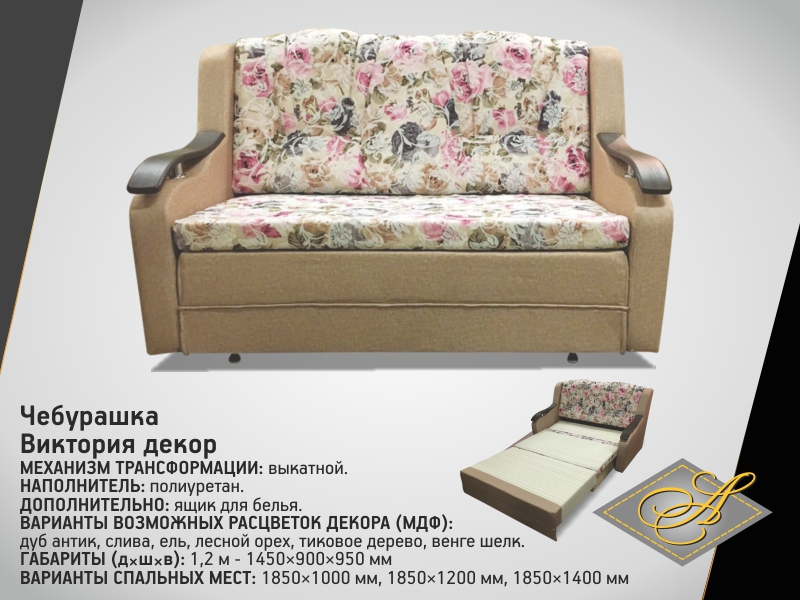 Чебурашка
Виктория декор
МЕХАНИЗМ ТРАНСФОРМАЦИИ: выкатной.
НАПОЛНИТЕЛЬ: полиуретан.
ДОПОЛНИТЕЛЬНО: ящик для белья.
ВАРИАНТЫ ВОЗМОЖНЫХ РАСЦВЕТОК ДЕКОРА (МДФ):
дуб антик, слива, ель, лесной орех, тиковое дерево, венге шелк.
ГАБАРИТЫ (д×ш×в): 1,2 м - 1450×900×950 мм
ВАРИАНТЫ СПАЛЬНЫХ МЕСТ: 1850×1000 мм, 1850×1200 мм, 1850×1400 мм